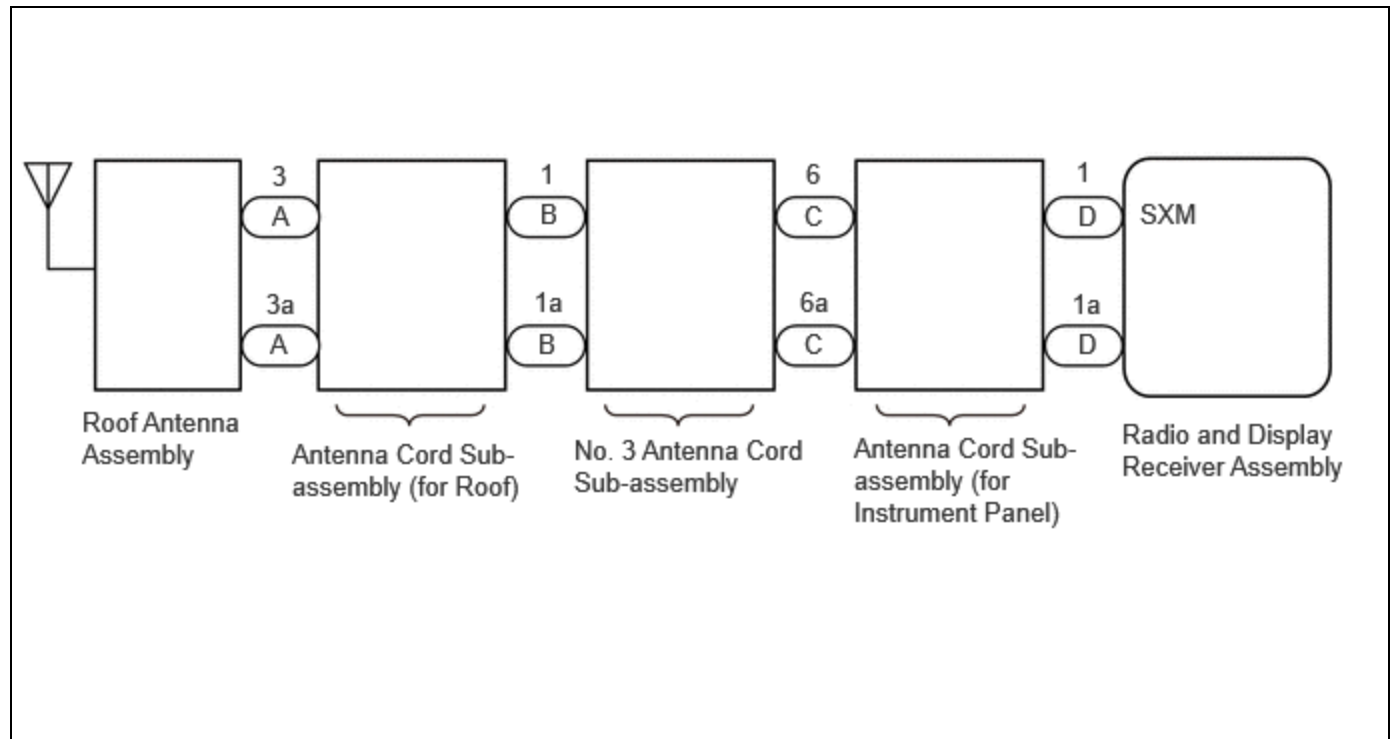 3
1
6
1
A
B
C
D
SXM
3a
1a
6a
1a
A
B
C
D
Roof Antenna
Assembly
Antenna Cord Sub-
assembly (for Roof)
No. 3 Antenna Cord
Sub-assembly
Antenna Cord Sub-
assembly (for
Instrument Panel)
Radio and Display
Receiver Assembly